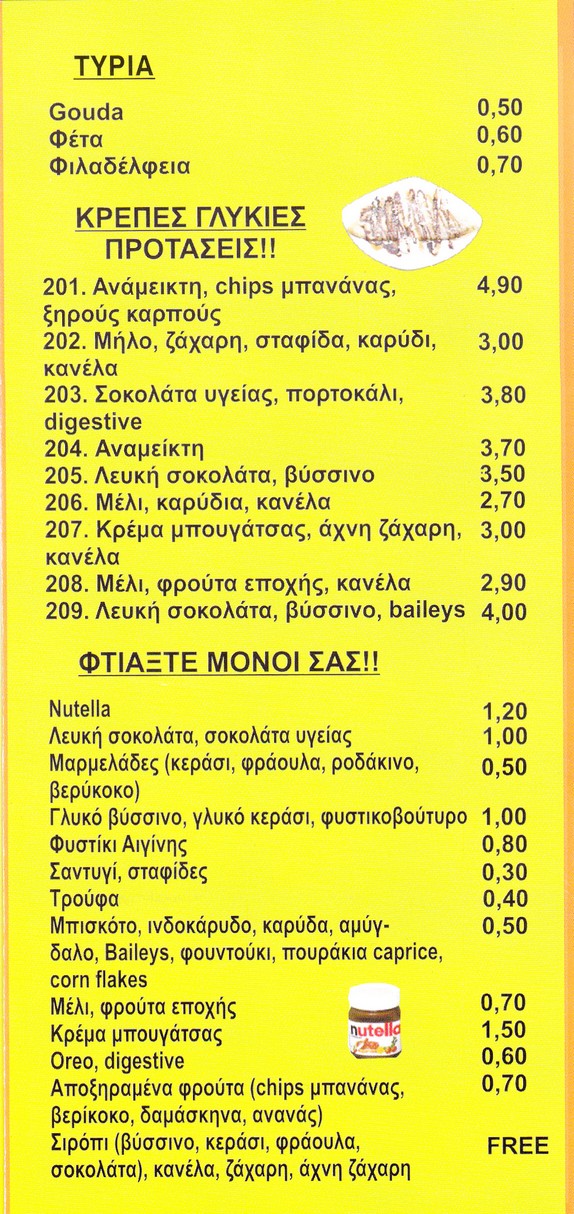 ΤΥΡΙΑ
Gouda 0,50
Φέτα 0,60
Φιλαδέλφεια 0,70
ΚΡΕΠΕΣ ΓΛΥΚΙΕΣ
ΠΡΟΤΑΣΕΙΣ!!
201. Ανάμεικτη, chips μπανάνας, 4,90
ξηρούς καρπούς
202. Μήλο, ζάχαρη, σταφίδα, καρύδι, 3,00
κανέλα
203. Σοκολάτα υγείας, πορτοκάλι, 3,80
digestive
204. Αναμείκτη 3,70
205. Λευκή σοκολάτα, βύσσινο 3,50
206. Μέλι, καρύδια, κανέλα 2,70
207. Κρέμα μπουγάτσας, άχνη ζάχαρη, 3,00
κανέλα
208. Μέλι, φρούτα εποχής, κανέλα 2,90
209. Λευκή σοκολάτα, βύσσινο, baileys 4,00
ΦΤΙΑΞΤΕ ΜΟΝΟΙ ΣΑΣ!!
Nutella 1,20
Λευκή σοκολάτα, σοκολάτα υγείας 1,00
Μαρμελάδες (κεράσι, φράουλα, ροδάκινο, 0,50
βερύκοκο)
Γλυκό βύσσινο, γλυκό κεράσι, φυστικοβούτυρο 1,00
Φυστίκι Αιγίνης 0,80
Σαντυγί, σταφίδες 0,30
Τρούφα 0,40
Μπισκότο, ινδοκάρυδο, καρύδα, αμύγ- 0,50
δαλο, Baileys, φουντούκι, πουράκια caprice,
corn flakes
Μέλι, φρούτα εποχής 0,70
nutella
Κρέμα μπουγάτσας 1,50
Oreo, digestive 0,60
Αποξηραμένα φρούτα (chips μπανάνας, 0,70
βερίκοκο, δαμάσκηνα, ανανάς)
Σιρόπι (βύσσινο, κεράσι, φράουλα, FREE
σοκολάτα), κανέλα, ζάχαρη, άχνη ζάχαρη